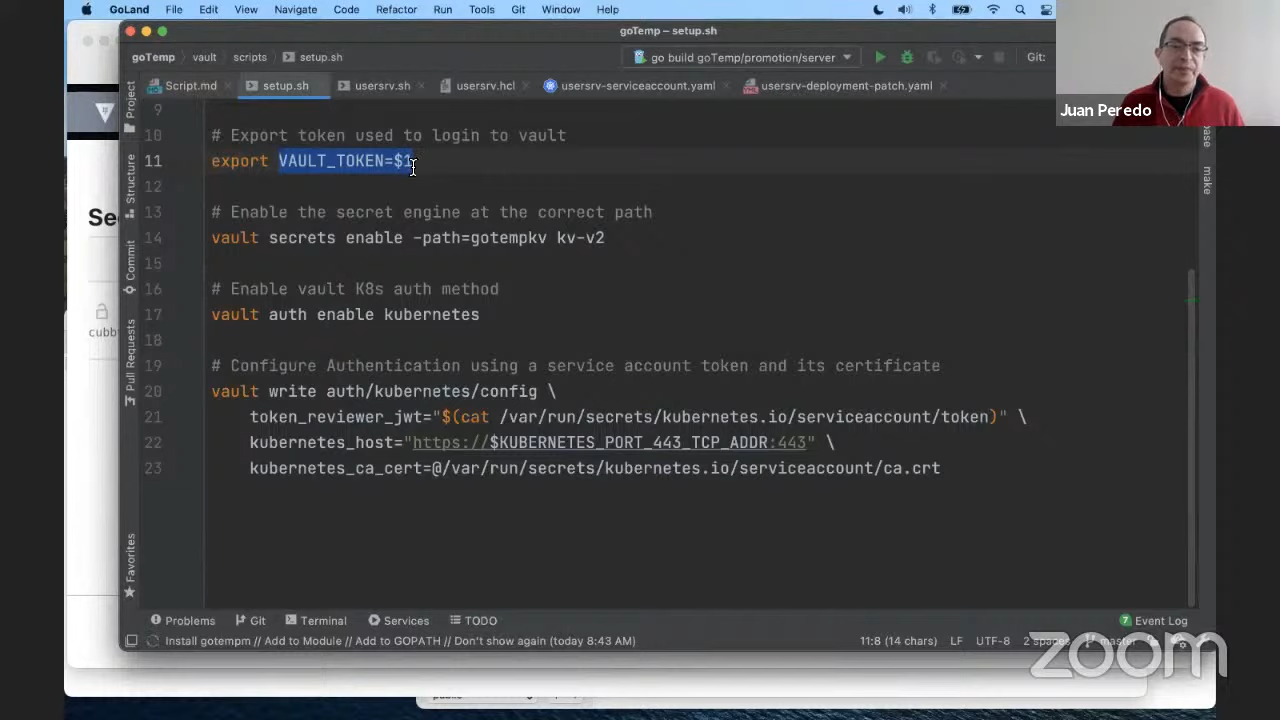 GoLand File Edit View Navigate Code Refactor Run Tools Git Window Help
goTemp – setup.sh
goTemp vault scripts setup.sh go build goTemp/promotion/server Git:
Script.md setup.sh usersrv.sh usersrv.hcl usersrv-serviceaccount.yaml usersrv-deployment-patch.yaml
Juan Peredo
Project
Structure
Commit
Pull Requests
Favorites
make
Se
9
10 # Export token used to login to vault
11 export VAULT_TOKEN=$1
12
13 # Enable the secret engine at the correct path
14 vault secrets enable -path=gotempkv kv-v2
15
16 # Enable vault K8s auth method
17 vault auth enable kubernetes
18
19 # Configure Authentication using a service account token and its certificate
20 vault write auth/kubernetes/config \
21 token_reviewer_jwt="$(cat /var/run/secrets/kubernetes.io/serviceaccount/token)" \
22 kubernetes_host="https://$KUBERNETES_PORT_443_TCP_ADDR:443" \
23 kubernetes_ca_cert=@/var/run/secrets/kubernetes.io/serviceaccount/ca.crt
Problems Git Terminal Services TODO 7 Event Log
Install gotempm // Add to Module // Add to GOPATH // Don't show again (today 8:43 AM) 11:8 (14 chars) LF UTF-8 2 spaces master
zoom